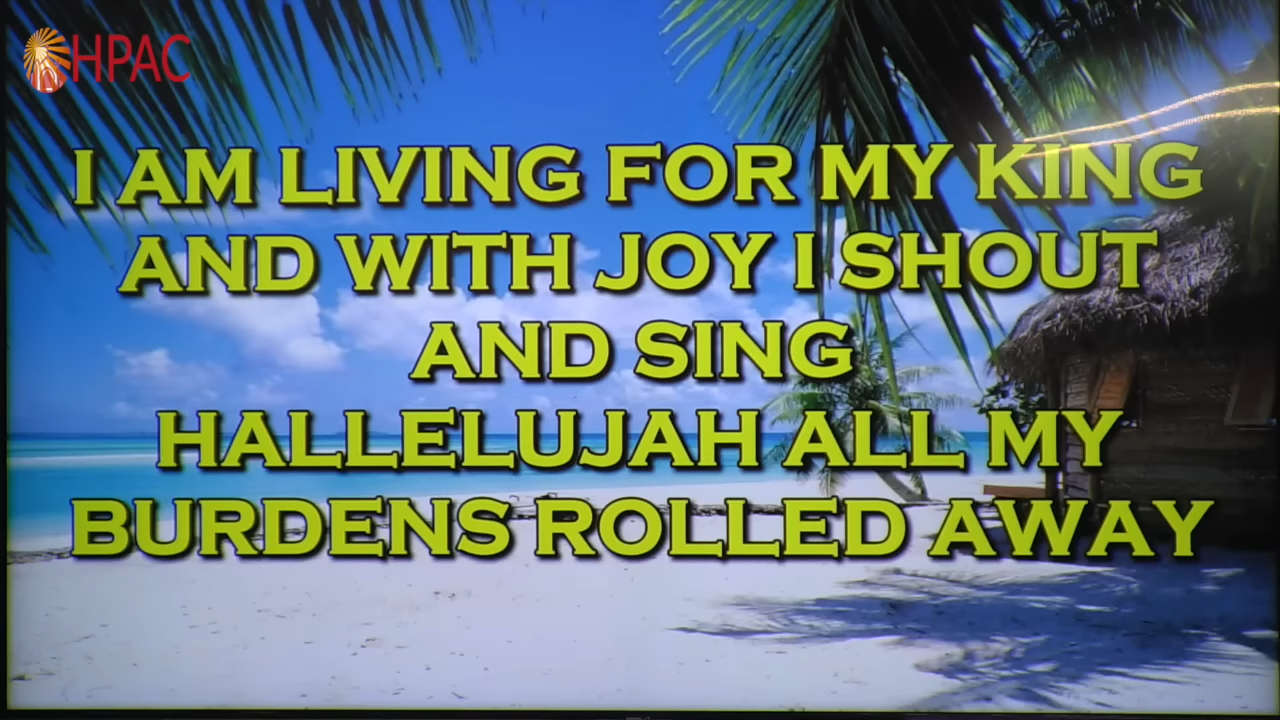 HPAC
I AM LIVING FOR MY KING
AND WITH JOY I SHOUT
AND SING
HALLELUJAH ALL MY
BURDENS ROLLED AWAY